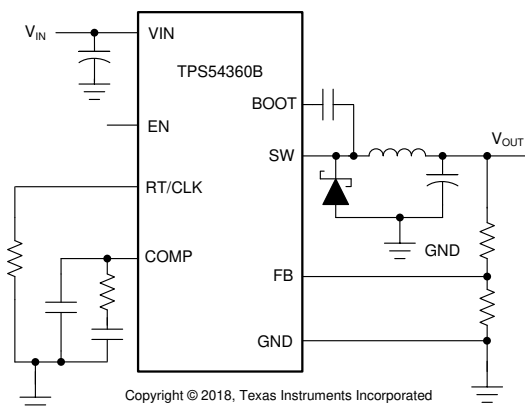 VIN
VIN
TPS54360B
BOOT
EN
SW
VOUT
RT/CLK
COMP
GND
FB
GND
Copyright © 2018, Texas Instruments Incorporated